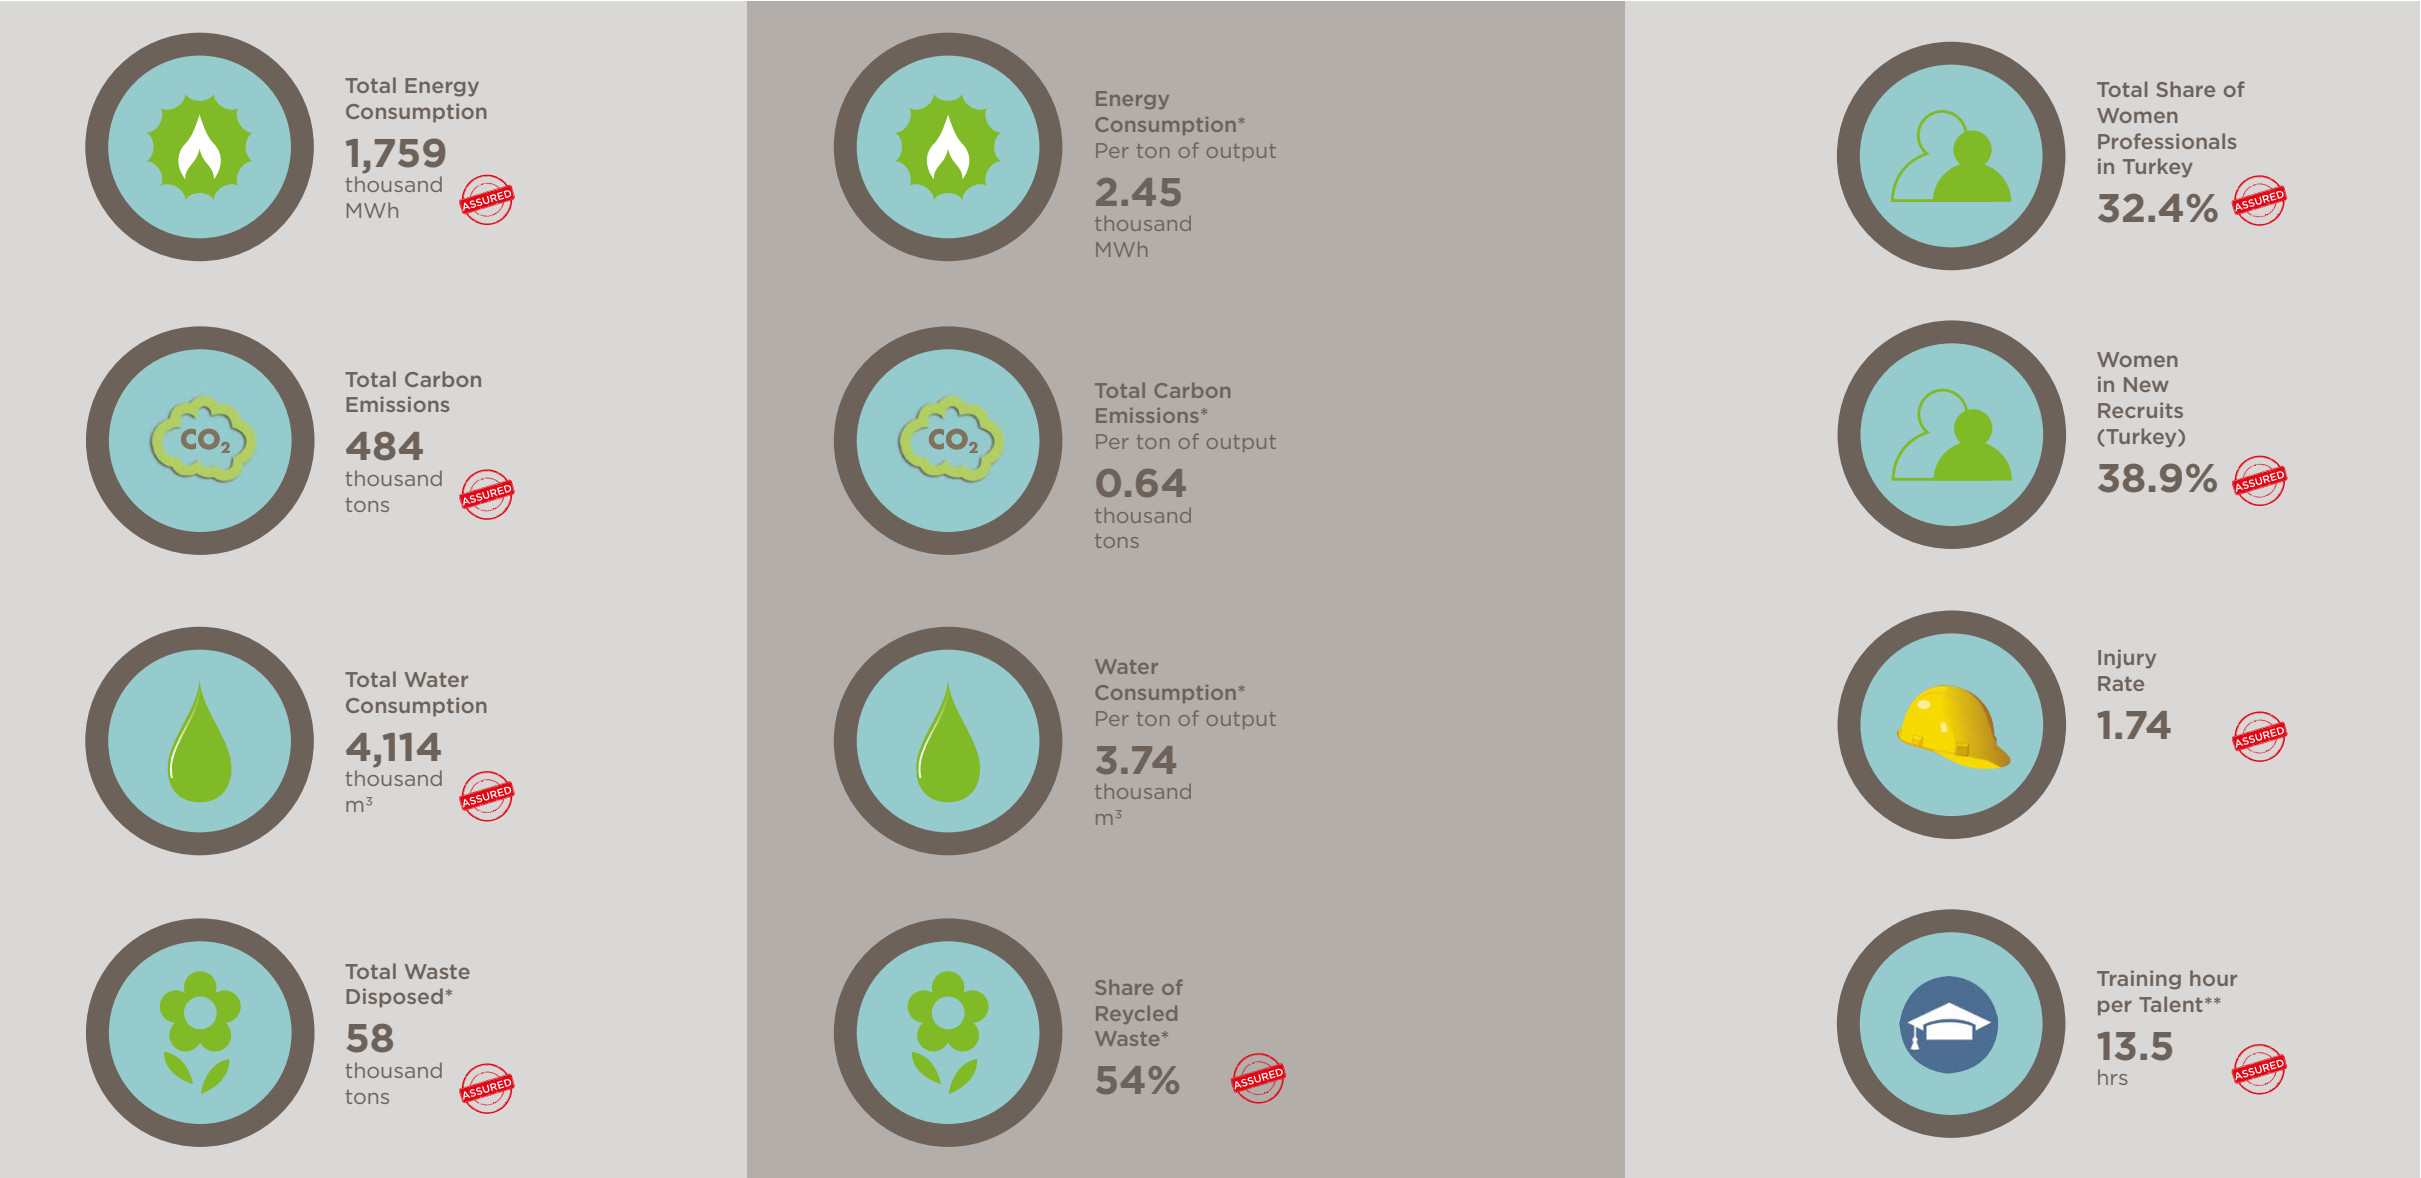 Total Energy
Consumption
1,759
thousand
MWh
ASSURED
Total Carbon
Emissions
484
thousand
tons
ASSURED
CO₂
Total Water
Consumption
4,114
thousand
m³
ASSURED
Total Waste
Disposed*
58
thousand
tons
ASSURED
Energy
Consumption*
Per ton of output
2.45
thousand
MWh
CO₂
Total Carbon
Emissions*
Per ton of output
0.64
thousand
tons
Water
Consumption*
Per ton of output
3.74
thousand
m³
Share of
Reycled
Waste*
54%
ASSURED
Total Share of
Women
Professionals
in Turkey
32.4%
ASSURED
Women
in New
Recruits
(Turkey)
38.9%
ASSURED
Injury
Rate
1.74
ASSURED
Training hour
per Talent**
13.5
hrs
ASSURED